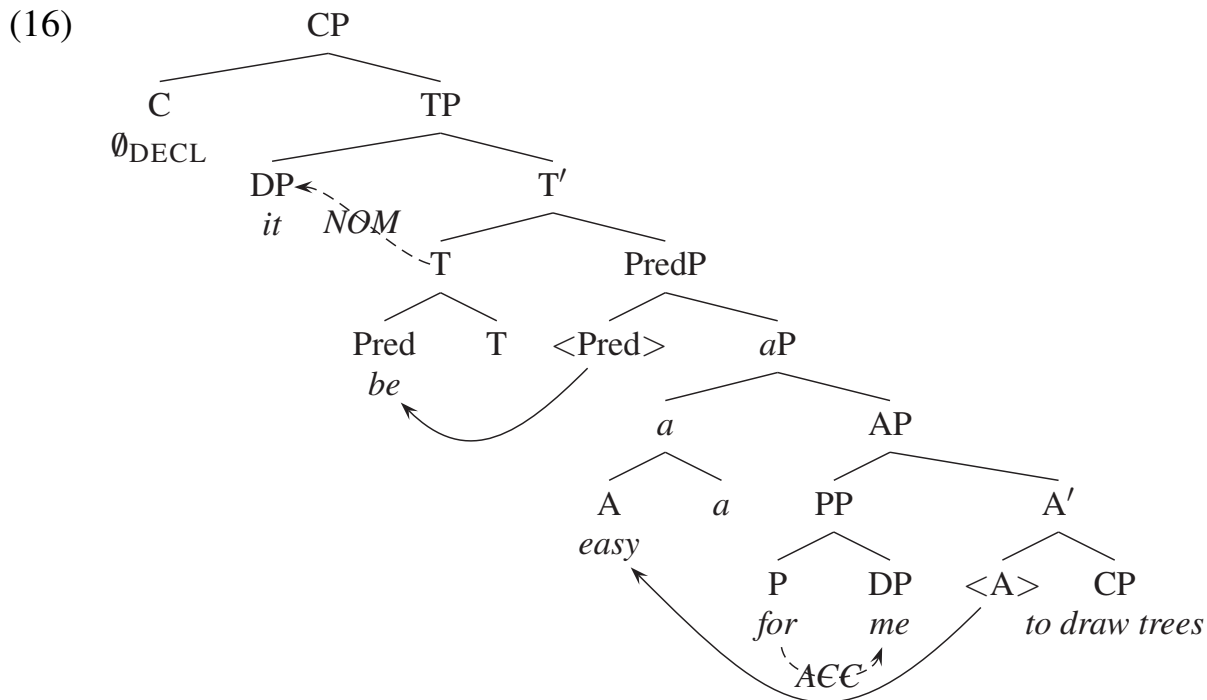 (16) CP
C TP
∅DECL
DP T′
it NOM
T PredP
Pred T <Pred> aP
be
a AP
A a PP A′
easy
P DP <A> CP
for me to draw trees
ACC